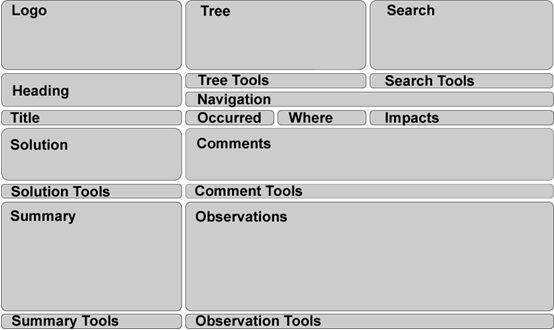 Logo
Tree
Search
Heading
Tree Tools
Search Tools
Navigation
Title
Occurred
Where
Impacts
Solution
Comments
Solution Tools
Comment Tools
Summary
Observations
Summary Tools
Observation Tools